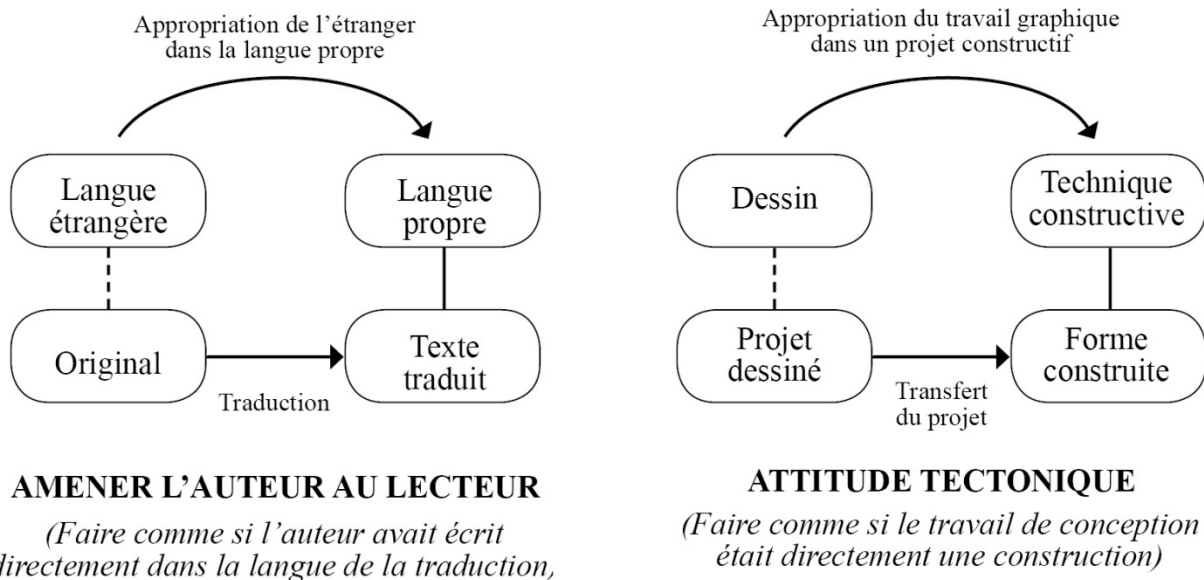 Appropriation de l’étranger
dans la langue propre
Langue
étrangère
Langue
propre
Original
Texte
traduit
Traduction
AMENER L’AUTEUR AU LECTEUR
(Faire comme si l’auteur avait écrit
directement dans la langue de la traduction,
Appropriation du travail graphique
dans un projet constructif
Dessin
Technique
constructive
Projet
dessiné
Forme
construite
Transfert
du projet
ATTITUDE TECTONIQUE
(Faire comme si le travail de conception
était directement une construction)